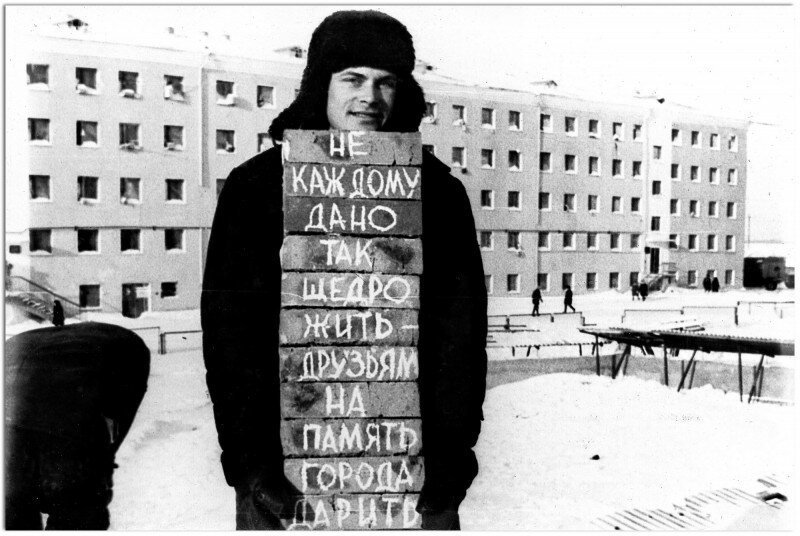 НЕ
КАЖДОМУ
ДАНО
ТАК
ЩЕДРО
ЖИТЬ –
ДРУЗЬЯМ
НА
ПАМЯТЬ
ГОРОДА
ДАРИТЬ